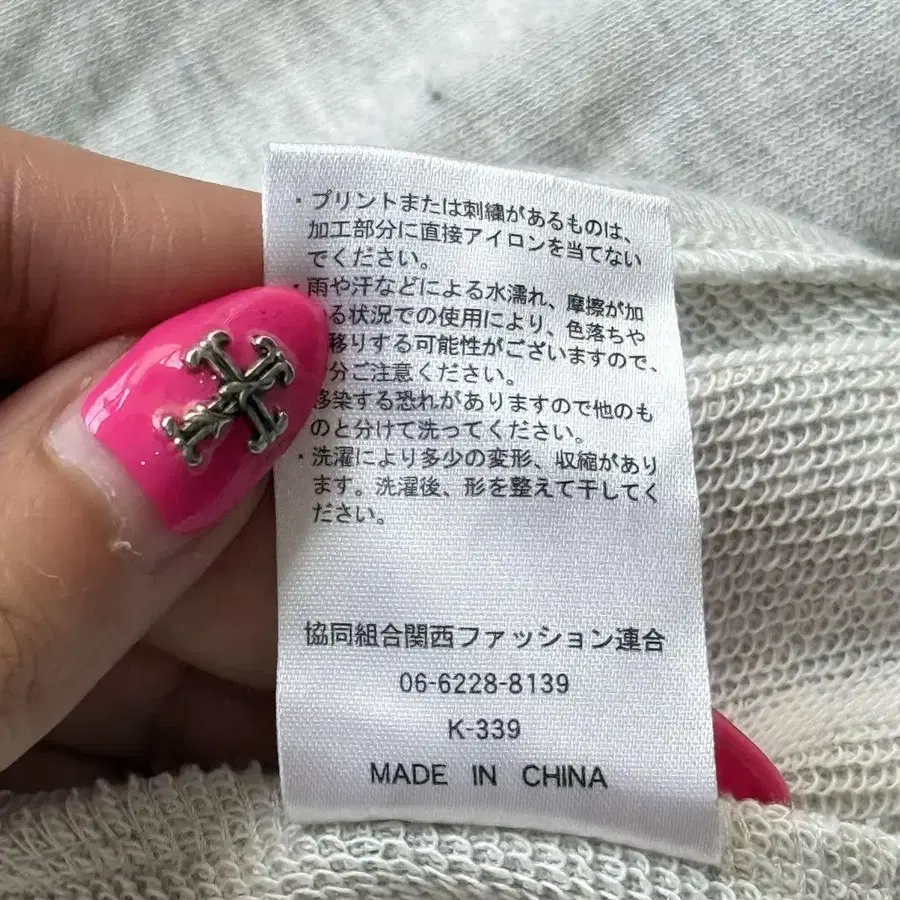 ・プリントまたは刺繍があるものは、
加工部分に直接アイロンを当てない
でください。
雨や汗などによる水濡れ、摩擦が加
る状況での使用により、色落ちや
移りする可能性がございますので、
分ご注意ください。
移染する恐れがありますので他のも
のと分けて洗ってください。
・洗濯により多少の変形、収縮があり
ます。洗濯後、形を整えて干してく
ださい。
協同組合関西ファッション連合
06-6228-8139
K-339
MADE IN CHINA